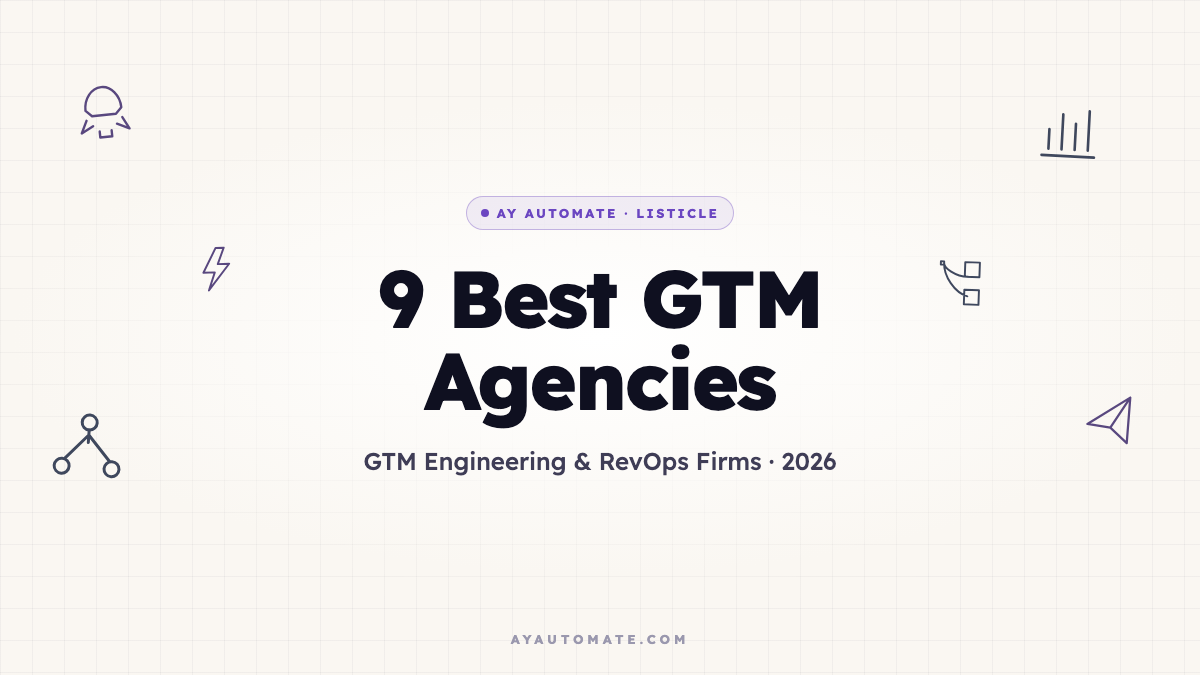 AY AUTOMATE · LISTICLE
9 Best GTM
Agencies
GTM Engineering & RevOps Firms · 2026
AYAUTOMATE.COM